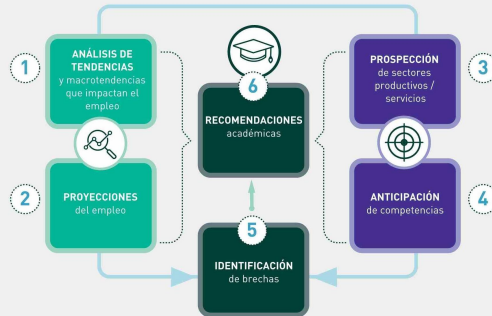 1
ANÁLISIS DE
TENDENCIAS
y macrotendencias
que impactan el
empleo
2
PROYECCIONES
del empleo
3
PROSPECCIÓN
de sectores
productivos /
servicios
4
ANTICIPACIÓN
de competencias
5
IDENTIFICACIÓN
de brechas
6
RECOMENDACIONES
académicas